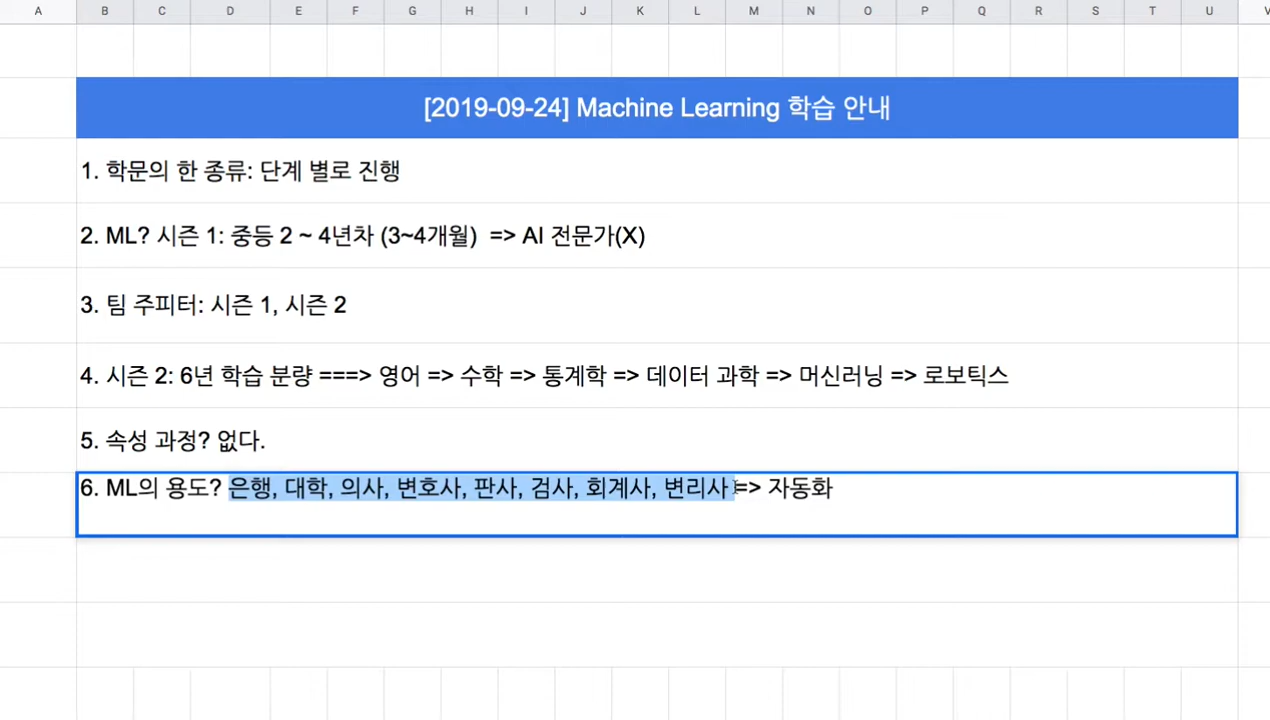 A B C D E F G H I J K L M N O P Q R S T U V
[2019-09-24] Machine Learning 학습 안내
1. 학문의 한 종류: 단계 별로 진행
2. ML? 시즌 1: 중등 2 ~ 4년차 (3~4개월) => AI 전문가(X)
3. 팀 주피터: 시즌 1, 시즌 2
4. 시즌 2: 6년 학습 분량 ===> 영어 => 수학 => 통계학 => 데이터 과학 => 머신러닝 => 로보틱스
5. 속성 과정? 없다.
6. ML의 용도? 은행, 대학, 의사, 변호사, 판사, 검사, 회계사, 변리사 => 자동화